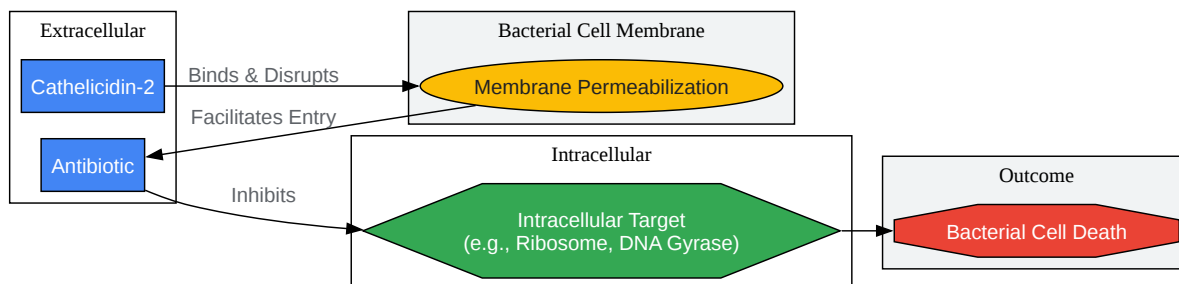 Extracellular
Cathelicidin-2
Antibiotic
Binds & Disrupts
Facilitates Entry
Inhibits
Bacterial Cell Membrane
Membrane Permeabilization
Intracellular
Intracellular Target
(e.g., Ribosome, DNA Gyrase)
Outcome
Bacterial Cell Death